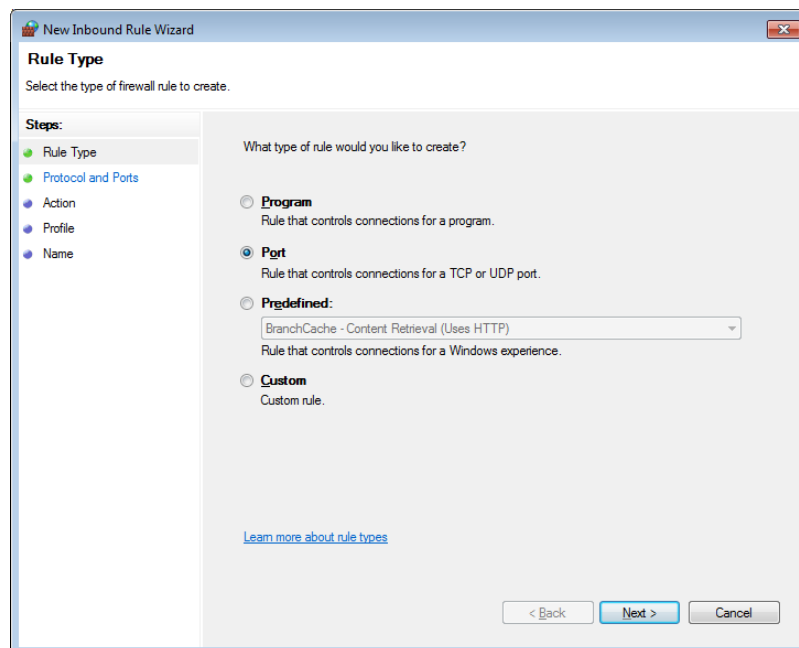 New Inbound Rule Wizard
Rule Type
Select the type of firewall rule to create.
Steps:
Rule Type
Protocol and Ports
Action
Profile
Name
What type of rule would you like to create?
Program
Rule that controls connections for a program.
Port
Rule that controls connections for a TCP or UDP port.
Predefined:
BranchCache - Content Retrieval (Uses HTTP)
Rule that controls connections for a Windows experience.
Custom
Custom rule.
Learn more about rule types
< Back Next > Cancel